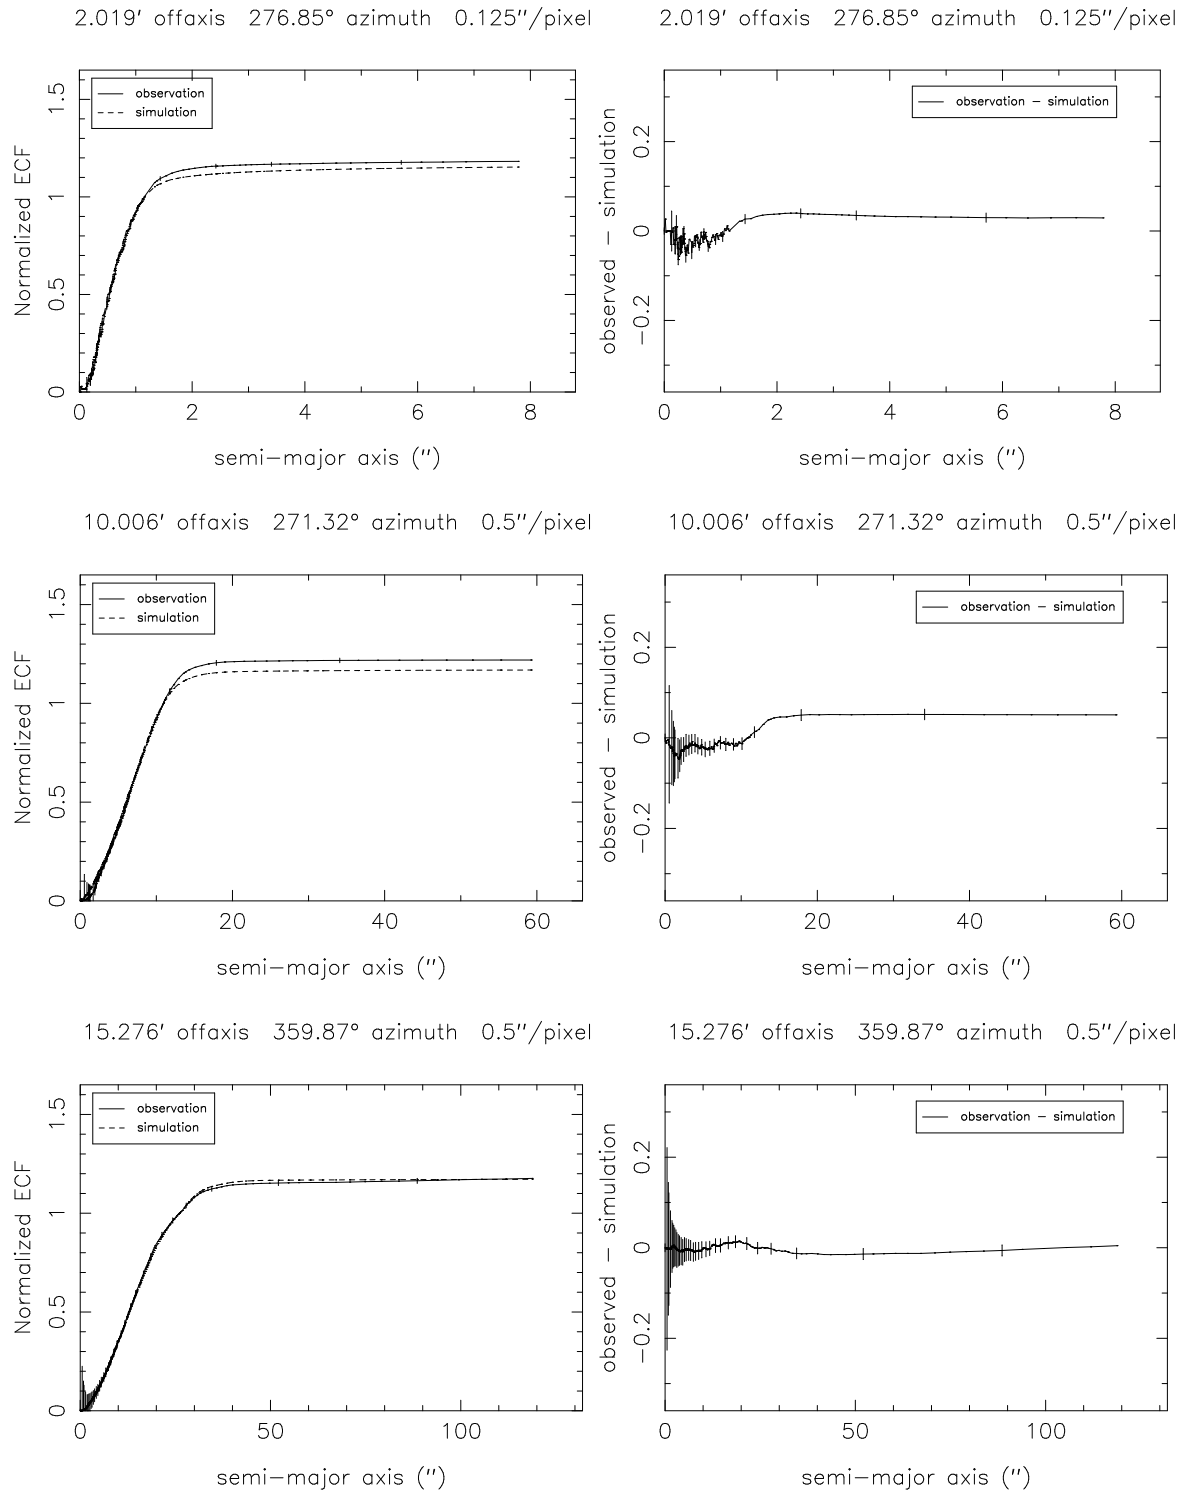 2.019′ offaxis 276.85° azimuth 0.125″/pixel
Normalized ECF
1.5
1
0.5
0
observation
simulation
0 2 4 6 8
semi−major axis (″)
2.019′ offaxis 276.85° azimuth 0.125″/pixel
observed − simulation
0.2
0
−0.2
observation − simulation
0 2 4 6 8
semi−major axis (″)
10.006′ offaxis 271.32° azimuth 0.5″/pixel
Normalized ECF
1.5
1
0.5
0
observation
simulation
0 20 40 60
semi−major axis (″)
10.006′ offaxis 271.32° azimuth 0.5″/pixel
observed − simulation
0.2
0
−0.2
observation − simulation
0 20 40 60
semi−major axis (″)
15.276′ offaxis 359.87° azimuth 0.5″/pixel
Normalized ECF
1.5
1
0.5
0
observation
simulation
0 50 100
semi−major axis (″)
15.276′ offaxis 359.87° azimuth 0.5″/pixel
observed − simulation
0.2
0
−0.2
observation − simulation
0 50 100
semi−major axis (″)